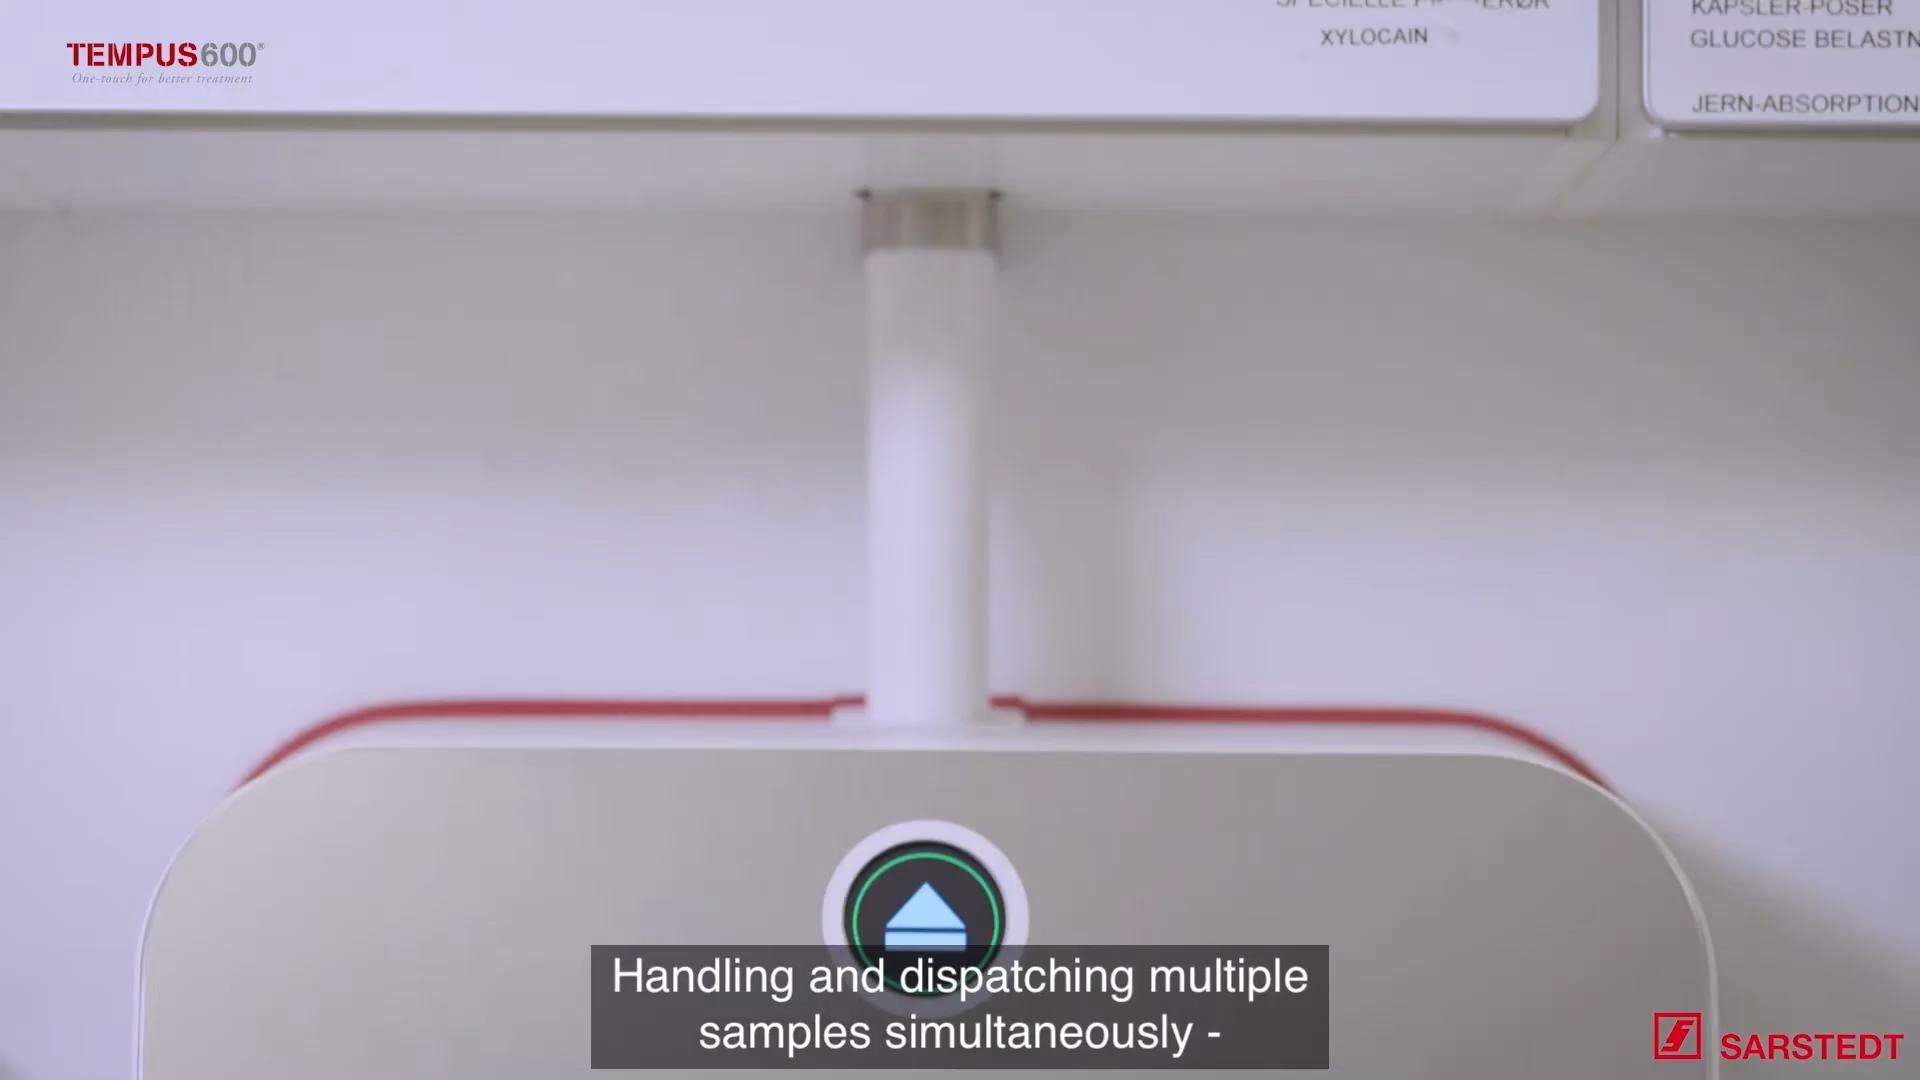 TEMPUS600®
One-touch for better treatment
XYLOCAIN
KAPSLER-POSER
GLUCOSE BELASTN
JERN-ABSORPTION
Handling and dispatching multiple
samples simultaneously -
SARSTEDT